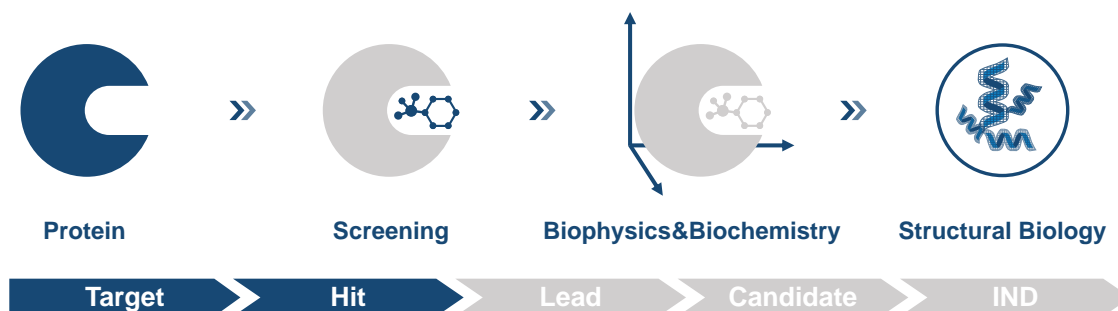 Protein Screening Biophysics&Biochemistry Structural Biology
Target Hit Lead Candidate IND